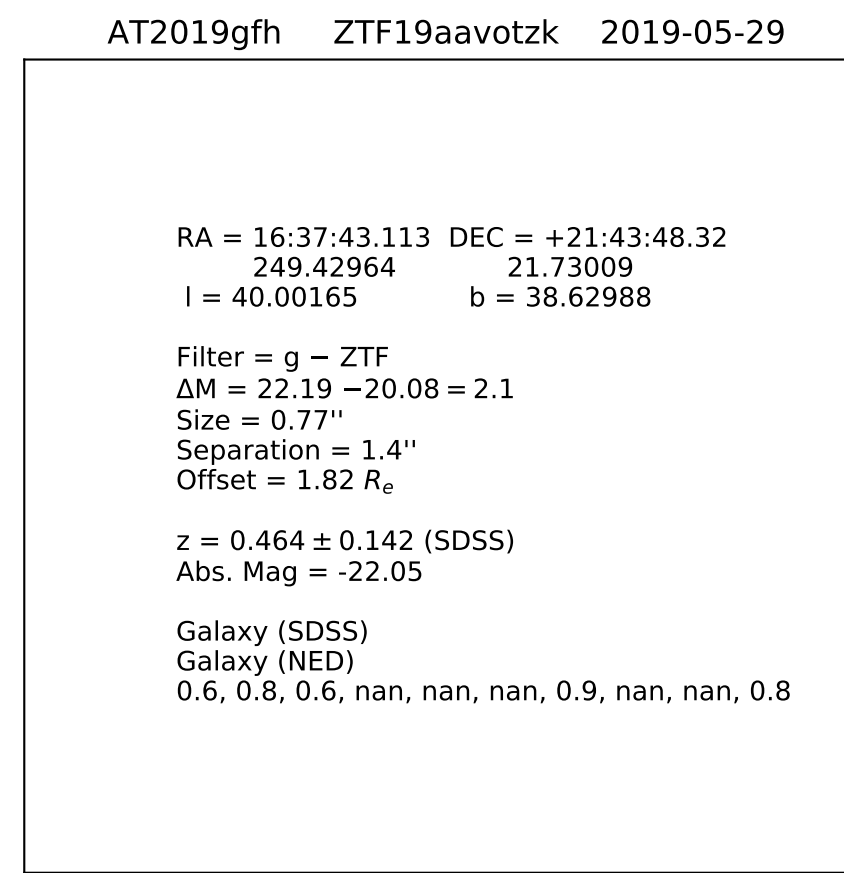 AT2019gfh ZTF19aavotzk 2019-05-29
RA = 16:37:43.113 DEC = +21:43:48.32
249.42964 21.73009
l = 40.00165 b = 38.62988
Filter = g − ZTF
ΔM = 22.19 −20.08 = 2.1
Size = 0.77''
Separation = 1.4''
Offset = 1.82 Rₑ
z = 0.464 ± 0.142 (SDSS)
Abs. Mag = -22.05
Galaxy (SDSS)
Galaxy (NED)
0.6, 0.8, 0.6, nan, nan, nan, 0.9, nan, nan, 0.8